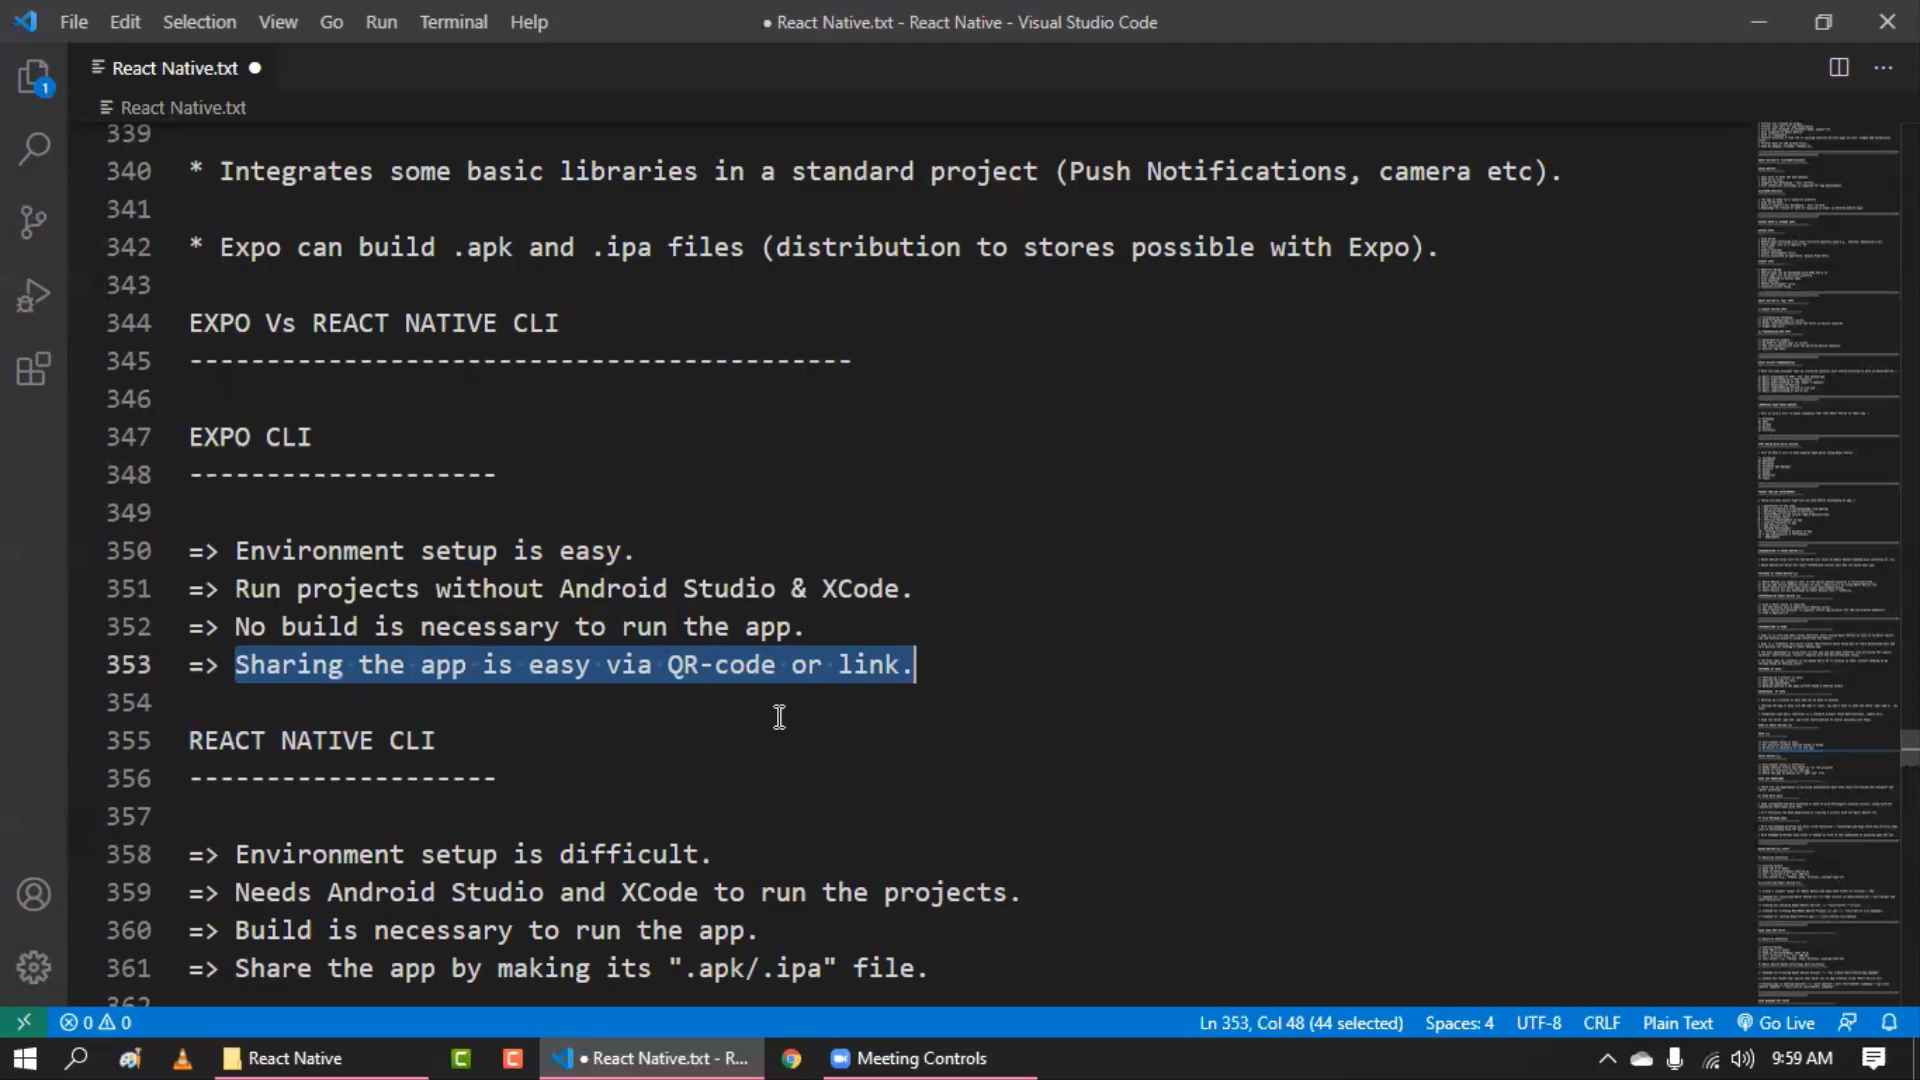 File Edit Selection View Go Run Terminal Help
● React Native.txt - React Native - Visual Studio Code
React Native.txt ●
1
React Native.txt
339
340 * Integrates some basic libraries in a standard project (Push Notifications, camera etc).
341
342 * Expo can build .apk and .ipa files (distribution to stores possible with Expo).
343
344 EXPO Vs REACT NATIVE CLI
345 -------------------------------------------
346
347 EXPO CLI
348 --------------------
349
350 => Environment setup is easy.
351 => Run projects without Android Studio & XCode.
352 => No build is necessary to run the app.
353 => Sharing the app is easy via QR-code or link.
354
355 REACT NATIVE CLI
356 --------------------
357
358 => Environment setup is difficult.
359 => Needs Android Studio and XCode to run the projects.
360 => Build is necessary to run the app.
361 => Share the app by making its ".apk/.ipa" file.
362
0 0 Ln 353, Col 48 (44 selected) Spaces: 4 UTF-8 CRLF Plain Text Go Live
React Native C C ● React Native.txt - R... Meeting Controls 9:59 AM